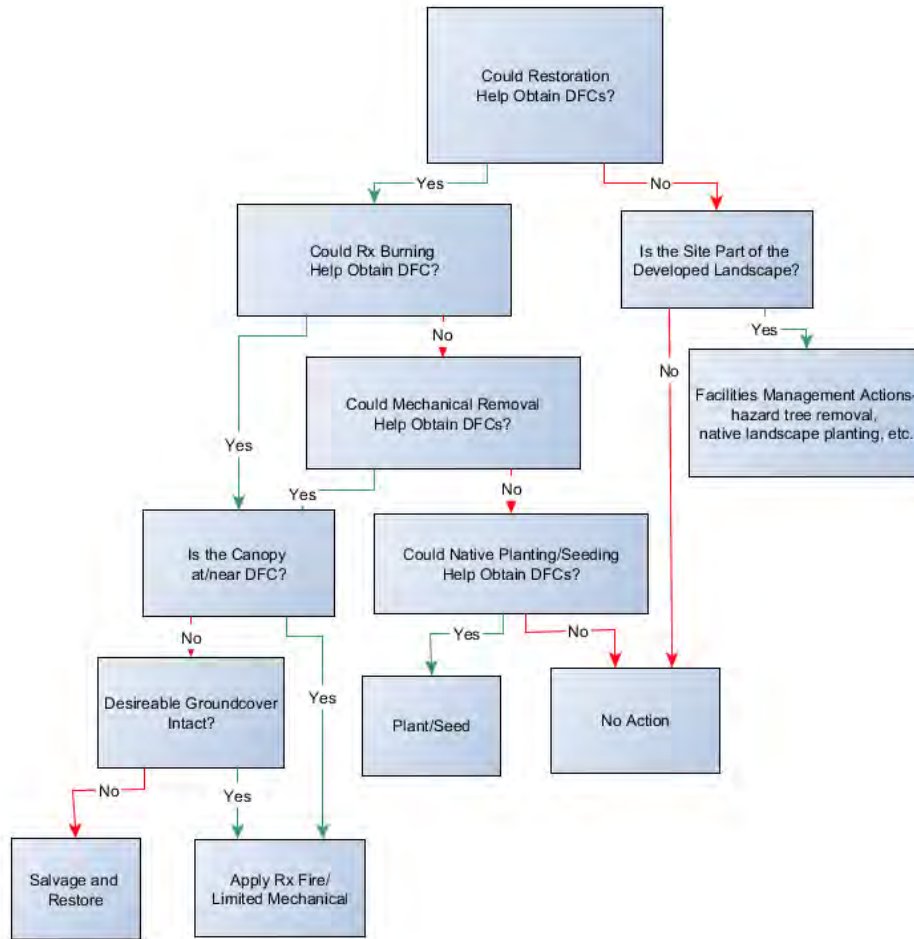 Could Restoration
Help Obtain DFCs?
Yes
No
Could Rx Burning
Help Obtain DFC?
Is the Site Part of the
Developed Landscape?
No
Yes
Could Mechanical Removal
Help Obtain DFCs?
No
Facilities Management Actions-
hazard tree removal,
native landscape planting, etc.
Yes
Yes
No
Is the Canopy
at/near DFC?
Could Native Planting/Seeding
Help Obtain DFCs?
No
Yes
No
Desireable Groundcover
Intact?
Yes
Plant/Seed
No Action
No
Yes
Salvage and
Restore
Apply Rx Fire/
Limited Mechanical